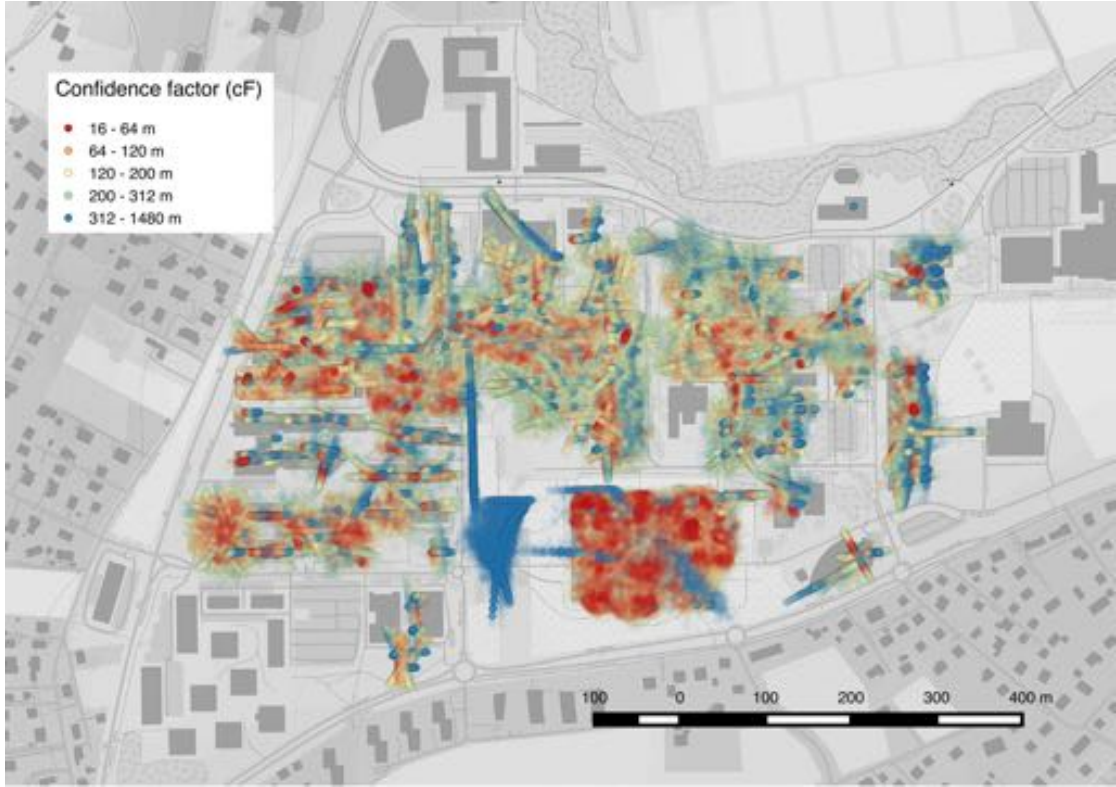 Confidence factor (cF)
16 - 64 m
64 - 120 m
120 - 200 m
200 - 312 m
312 - 1480 m
100 0 100 200 300 400 m